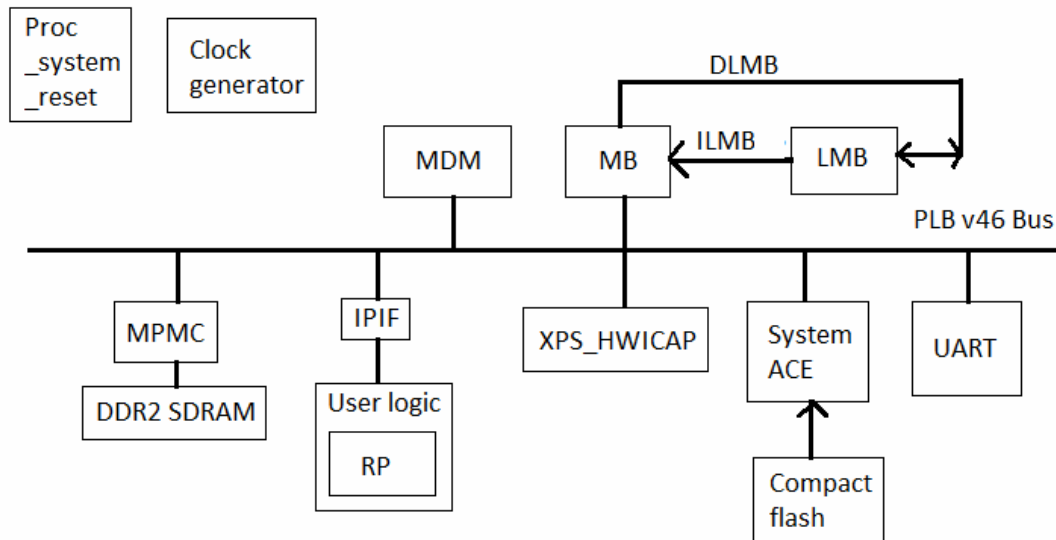 Proc
_system
_reset
Clock
generator
DLMB
MDM
MB
ILMB
LMB
PLB v46 Bus
MPMC
IPIF
XPS_HWICAP
System
ACE
UART
DDR2 SDRAM
User logic
RP
Compact
flash